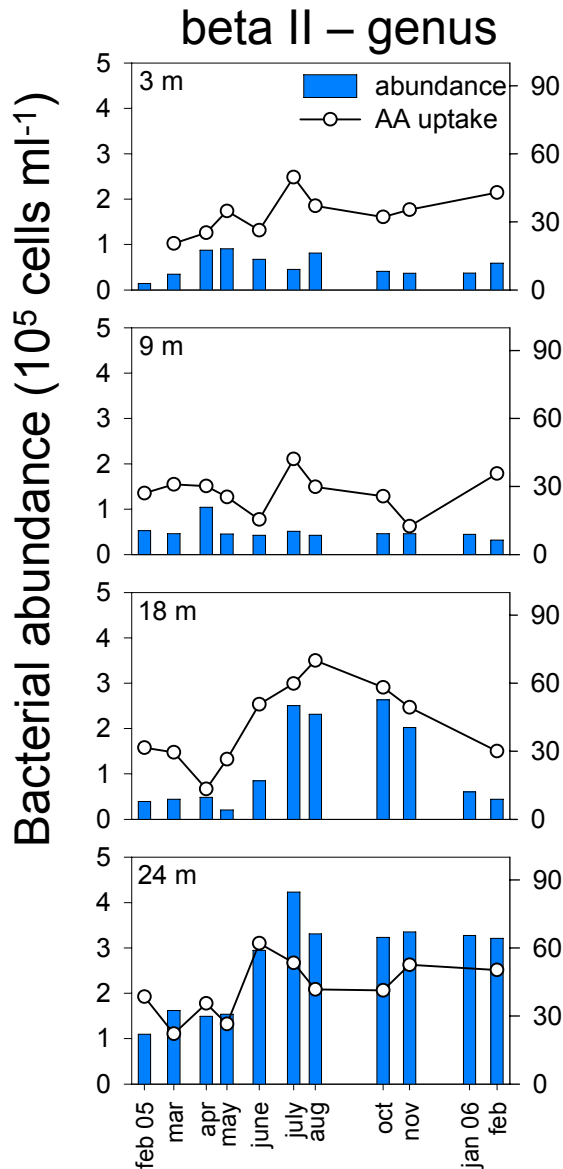 beta II – genus
Bacterial abundance (10⁵ cells ml⁻¹)
3 m
abundance
AA uptake
5
4
3
2
1
0
90
60
30
0
9 m
5
4
3
2
1
0
90
60
30
0
18 m
5
4
3
2
1
0
90
60
30
0
24 m
5
4
3
2
1
0
90
60
30
0
feb 05
mar
apr
may
june
july
aug
oct
nov
jan 06
feb